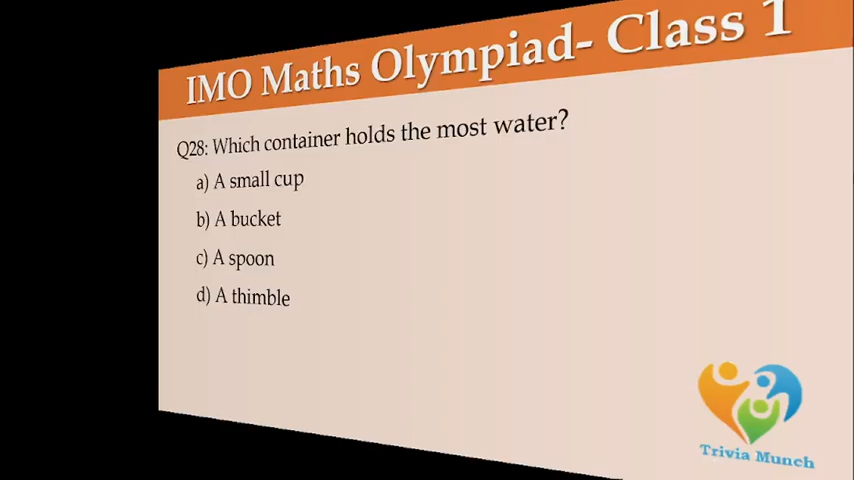 IMO Maths Olympiad- Class 1
Q28: Which container holds the most water?
a) A small cup
b) A bucket
c) A spoon
d) A thimble
Trivia Munch